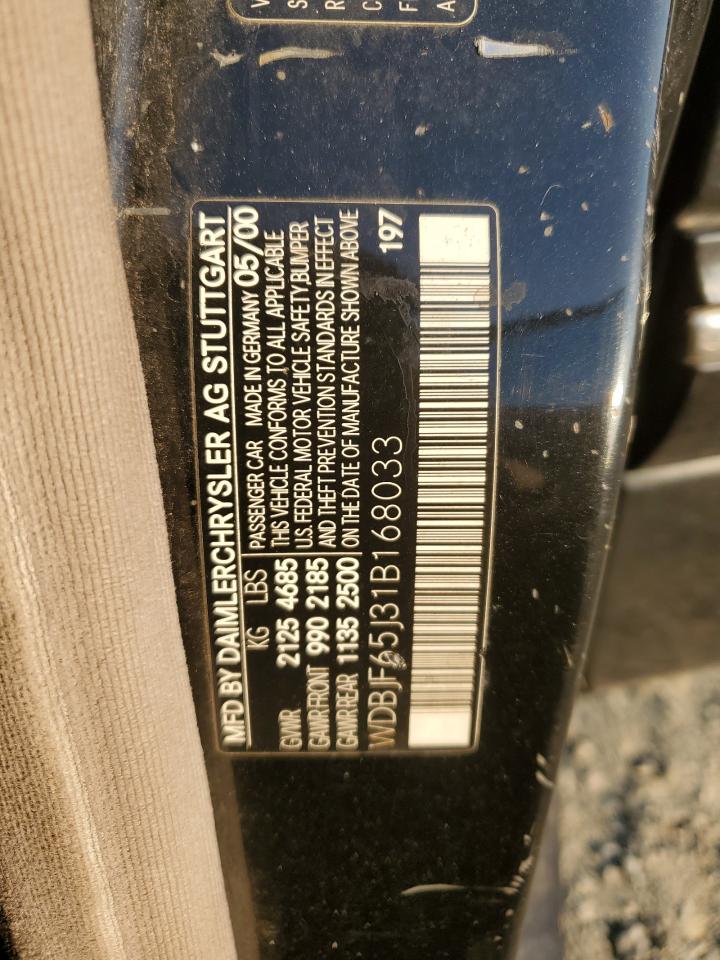 MFD BY DAIMLERCHRYSLER AG STUTTGART
KG LBS PASSENGER CAR MADE IN GERMANY 05/00
GVWR 2125 4685 THIS VEHICLE CONFORMS TO ALL APPLICABLE
U.S. FEDERAL MOTOR VEHICLE SAFETY, BUMPER
GAWR FRONT 990 2185 AND THEFT PREVENTION STANDARDS IN EFFECT
GAWR REAR 1135 2500 ON THE DATE OF MANUFACTURE SHOWN ABOVE
WDBJF65J31B168033 197